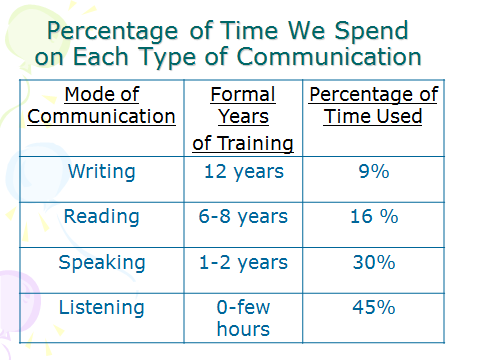 Percentage of Time We Spend
on Each Type of Communication
Mode of Communication | Formal Years of Training | Percentage of Time Used
Writing | 12 years | 9%
Reading | 6-8 years | 16 %
Speaking | 1-2 years | 30%
Listening | 0-few hours | 45%